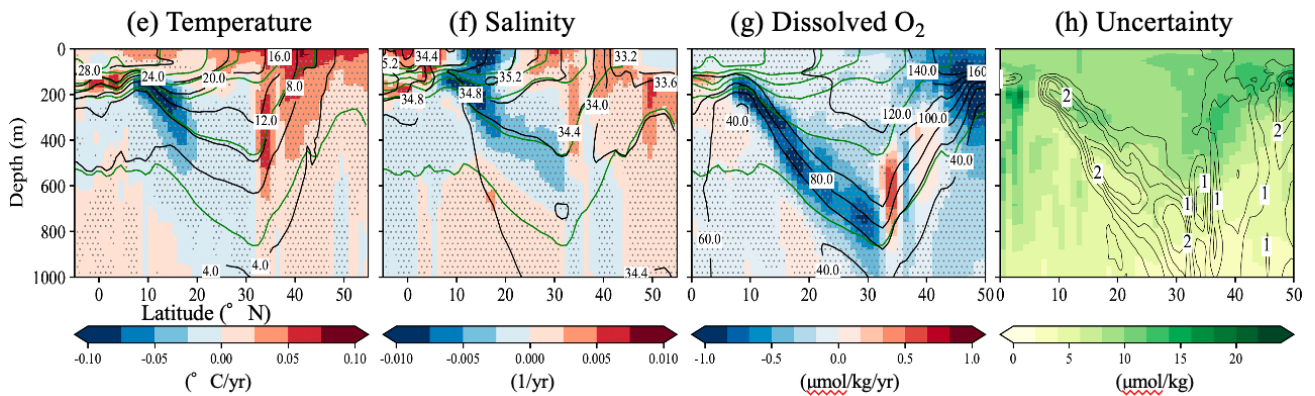 (e) Temperature
(f) Salinity
(g) Dissolved O₂
(h) Uncertainty
0
200
400
600
800
1000
Depth (m)
28.0
24.0
20.0
16.0
8.0
12.0
4.0
4.0
5.2
34.4
35.2
33.2
34.8
34.8
34.0
33.6
34.4
34.4
140.0
160
120.0
100.0
40.0
40.0
80.0
60.0
40.0
2
2
2
2
2
1
1
1
1
1
0 10 20 30 40 50
0 10 20 30 40 50
0 10 20 30 40 50
0 10 20 30 40 50
Latitude (° N)
-0.10 -0.05 0.00 0.05 0.10
-0.010 -0.005 0.000 0.005 0.010
-1.0 -0.5 0.0 0.5 1.0
0 5 10 15 20
(° C/yr)
(1/yr)
(µmol/kg/yr)
(µmol/kg)